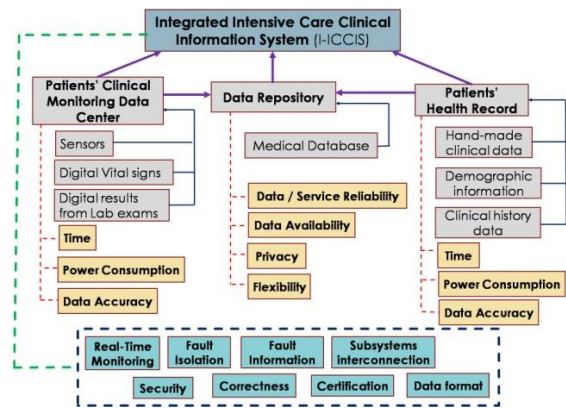 Integrated Intensive Care Clinical
Information System (I-ICCIS)
Patients' Clinical
Monitoring Data
Center
Sensors
Digital Vital signs
Digital results
from Lab exams
Time
Power Consumption
Data Accuracy
Data Repository
Medical Database
Data / Service Reliability
Data Availability
Privacy
Flexibility
Patients'
Health Record
Hand-made
clinical data
Demographic
information
Clinical history
data
Time
Power Consumption
Data Accuracy
Real-Time
Monitoring
Fault
Isolation
Fault
Information
Subsystems
interconnection
Security
Correctness
Certification
Data format